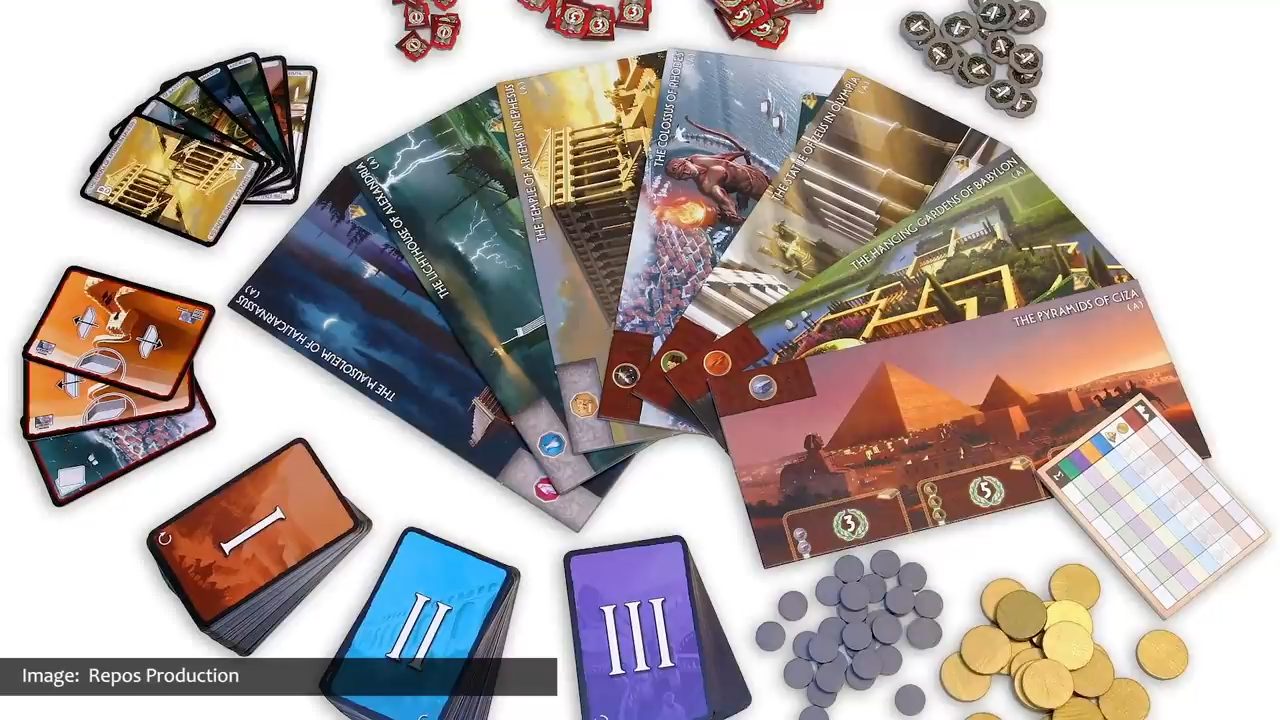 THE MAUSOLEUM OF HALICARNASSUS
(A)
THE LIGHTHOUSE OF ALEXANDRIA
(A)
THE TEMPLE OF ARTEMIS IN EPHESUS
(A)
THE COLOSSUS OF RHODES
(A)
THE STATUE OF ZEUS IN OLYMPIA
(A)
THE HANGING GARDENS OF BABYLON
(A)
THE PYRAMIDS OF GIZA
(A)
3
5
I
II
III
Image: Repos Production